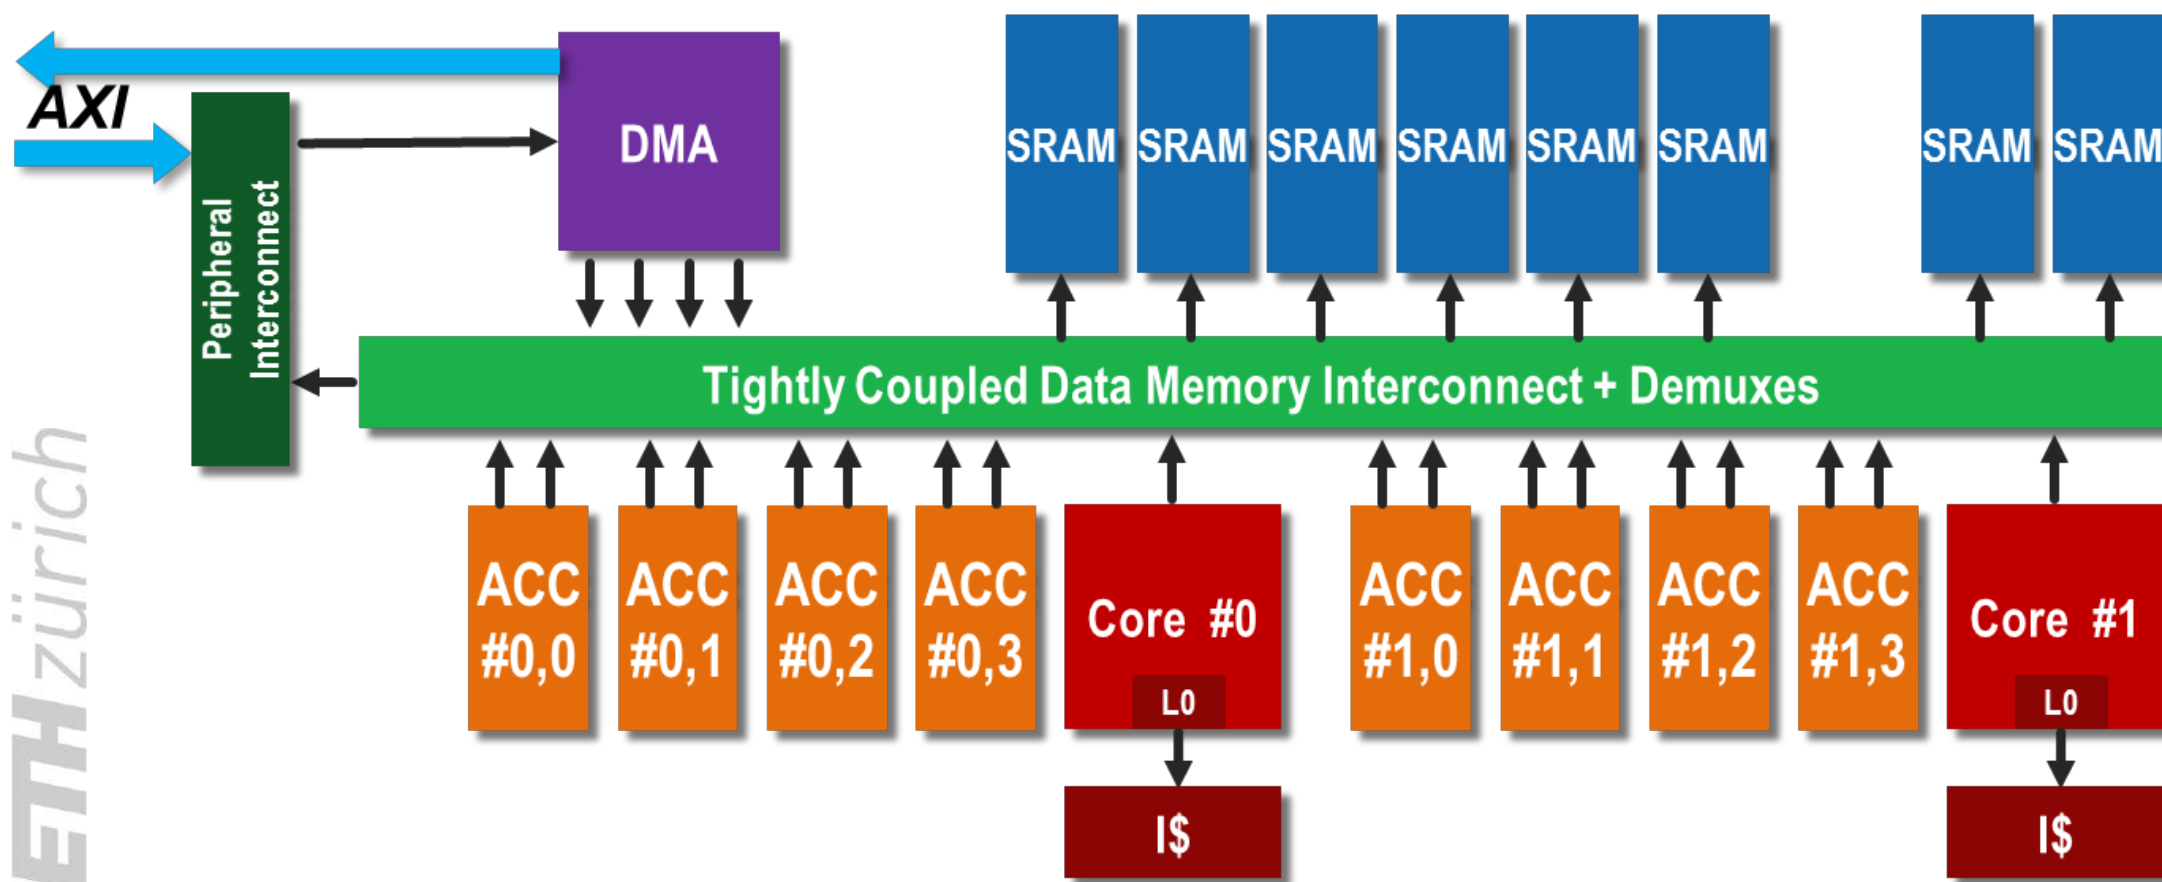 AXI
DMA
Peripheral
Interconnect
SRAM
SRAM
SRAM
SRAM
SRAM
SRAM
SRAM
SRAM
Tightly Coupled Data Memory Interconnect + Demuxes
ACC
#0,0
ACC
#0,1
ACC
#0,2
ACC
#0,3
Core #0
L0
I$
ACC
#1,0
ACC
#1,1
ACC
#1,2
ACC
#1,3
Core #1
L0
I$
ETHzürich